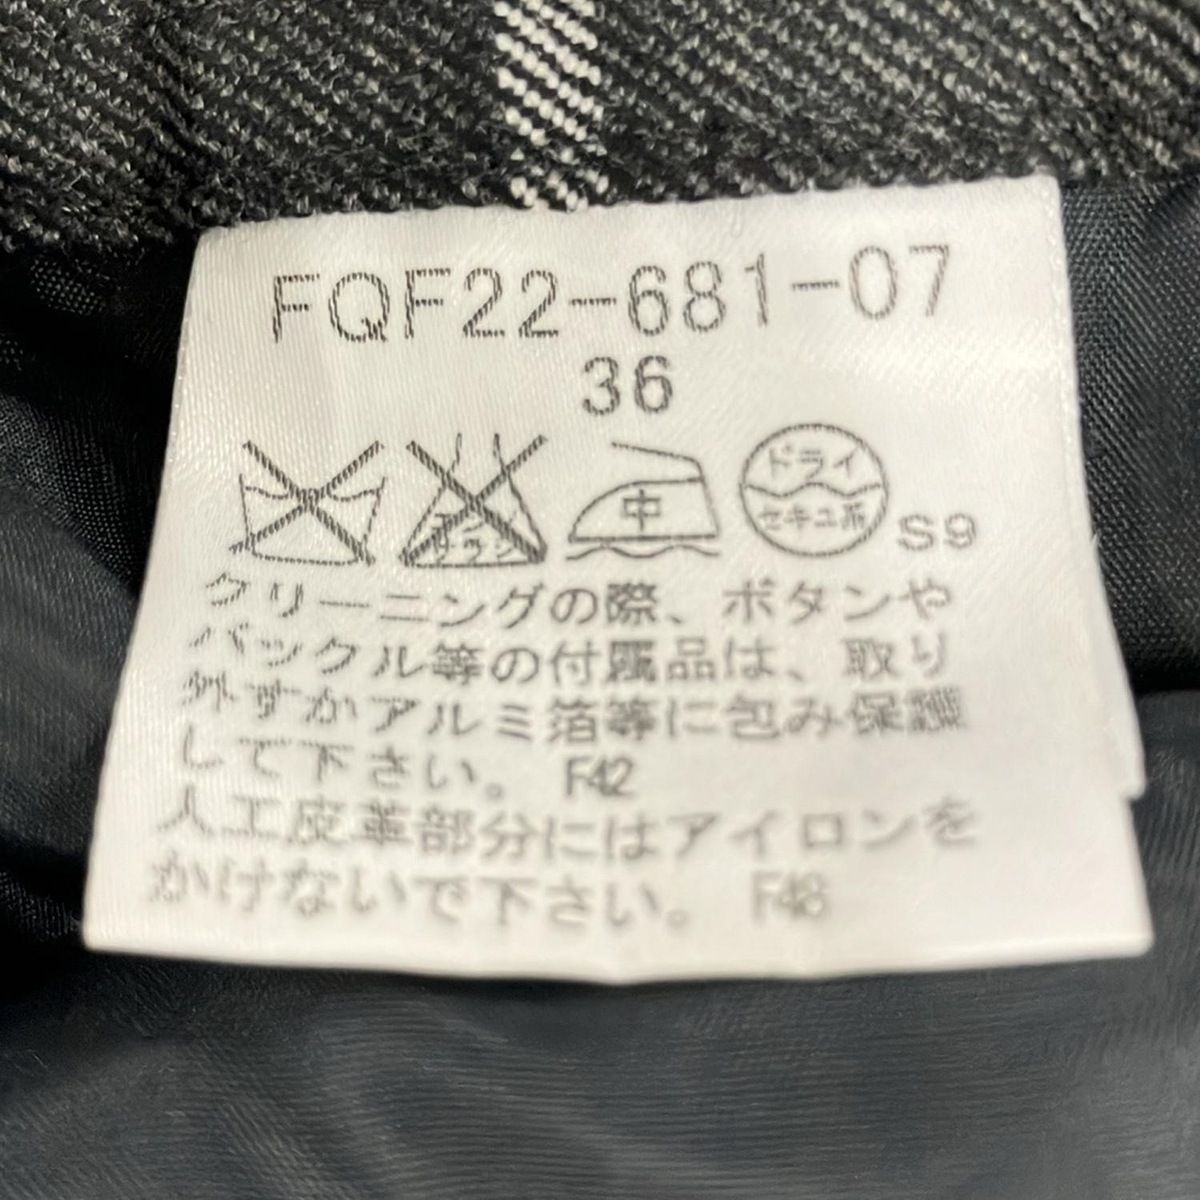 FQF22-681-07
36
中 ドライ
セキユ系 S9
クリーニングの際、ボタンや
バックル等の付属品は、取り
外すかアルミ箔等に包み保護
して下さい。 F42
人工皮革部分にはアイロンを
かけないで下さい。 F48